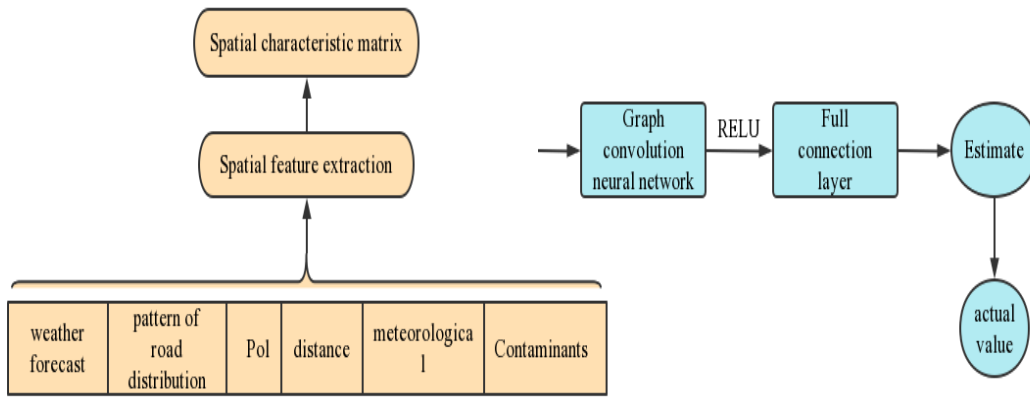 Spatial characteristic matrix
Spatial feature extraction
weather
forecast
pattern of
road
distribution
PoI
distance
meteorologica
l
Contaminants
Graph
convolution
neural network
RELU
Full
connection
layer
Estimate
actual
value